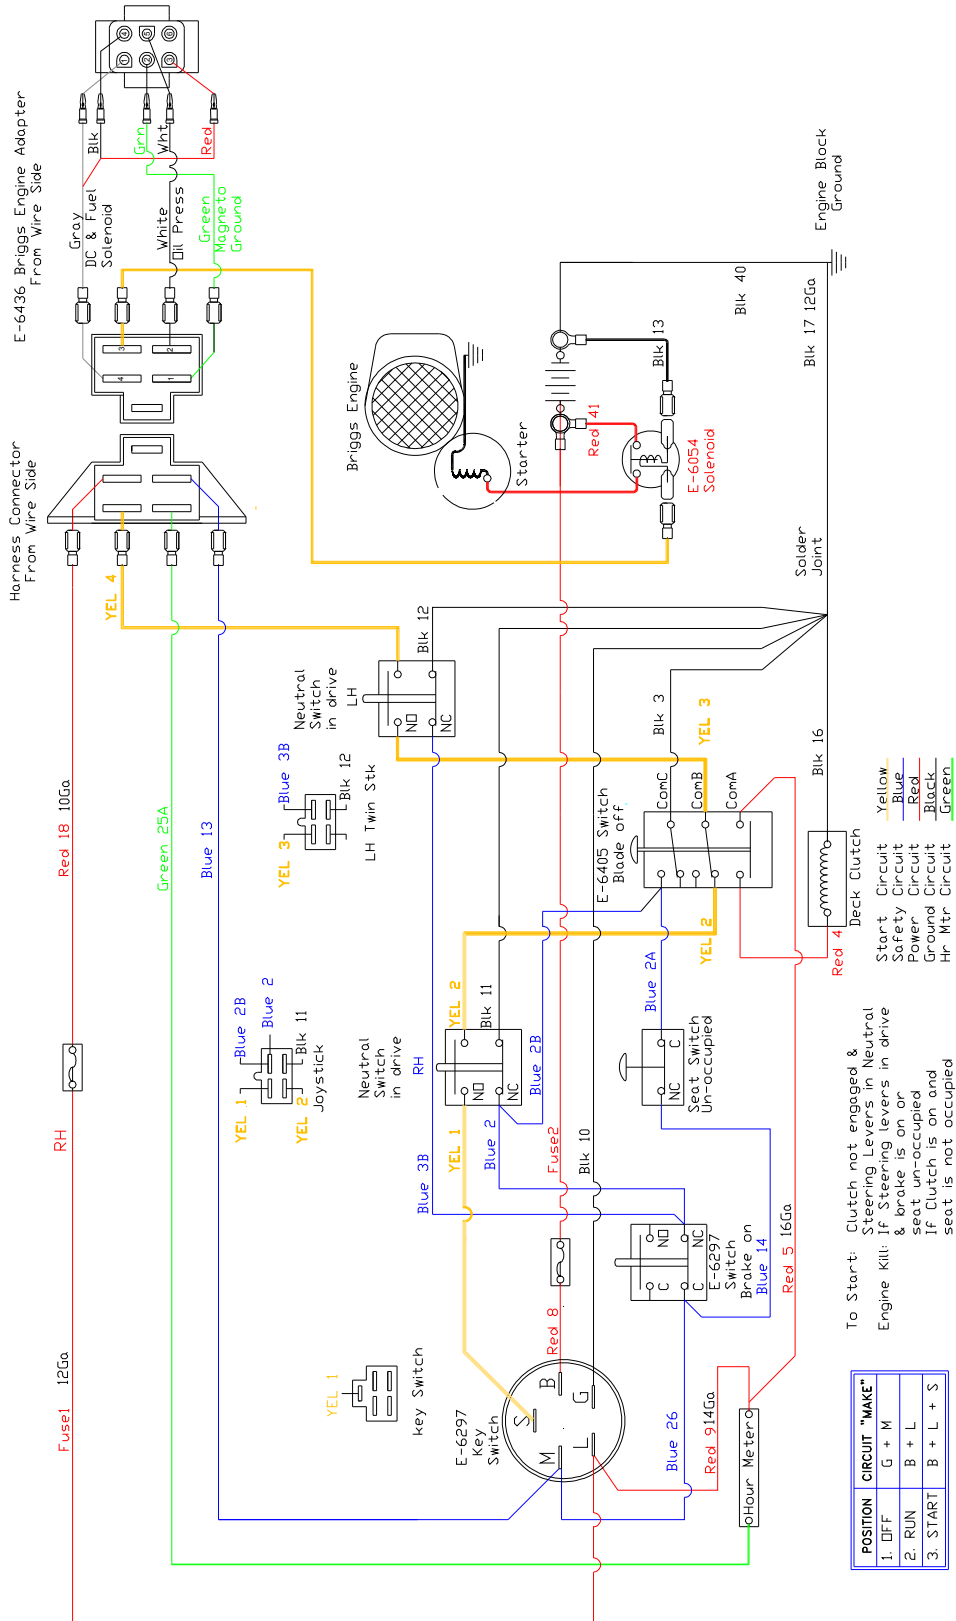 E-6436 Briggs Engine Adapter
From Wire Side
4
5
6
1
2
3
Blk
Grn
Wht
Red
Gray
DC & Fuel
Solenoid
White
Oil Press
Green
Magneto
Ground
3
2
4
1
Harness Connector
From Wire Side
YEL 4
Briggs Engine
Starter
Red 41
Blk 13
E-6054
Solenoid
Blk 40
Engine Block
Ground
Blk 17 12Ga
Solder
Joint
Red 18 10Ga
Green 25A
Blue 13
Neutral
Switch
in drive
LH
NO
NC
Blk 12
YEL 3
Blue 3B
Blk 12
LH Twin Stk
Blk 3
YEL 3
ComC
ComB
ComA
E-6405 Switch
Blade off
Blk 16
Deck Clutch
Red 4
YEL 2
YEL 1
Blue 2B
Blue 2
Blk 11
YEL 2
Joystick
Neutral
Switch
in drive
RH
YEL 2
Blk 11
NO
NC
Blue 2B
Blue 2A
C
NC
Seat Switch
Un-occupied
RH
Blue 3B
YEL 1
Blue 2
Fuse2
Blk 10
NO
NC
C
C
E-6297
Switch
Brake on
Blue 14
Red 5 16Ga
Fuse1 12Ga
YEL 1
key Switch
Red 8
E-6297
Key
Switch
B
S
G
M
L
Blue 26
Red 914Ga
Hour Meter
Start Circuit Yellow
Safety Circuit Blue
Power Circuit Red
Ground Circuit Black
Hr Mtr Circuit Green
To Start: Clutch not engaged &
Steering Levers in Neutral
Engine Kill: If Steering levers in drive
& brake is on or
seat un-occupied
If Clutch is on and
seat is not occupied
POSITION CIRCUIT "MAKE"
1. OFF G + M
2. RUN B + L
3. START B + L + S